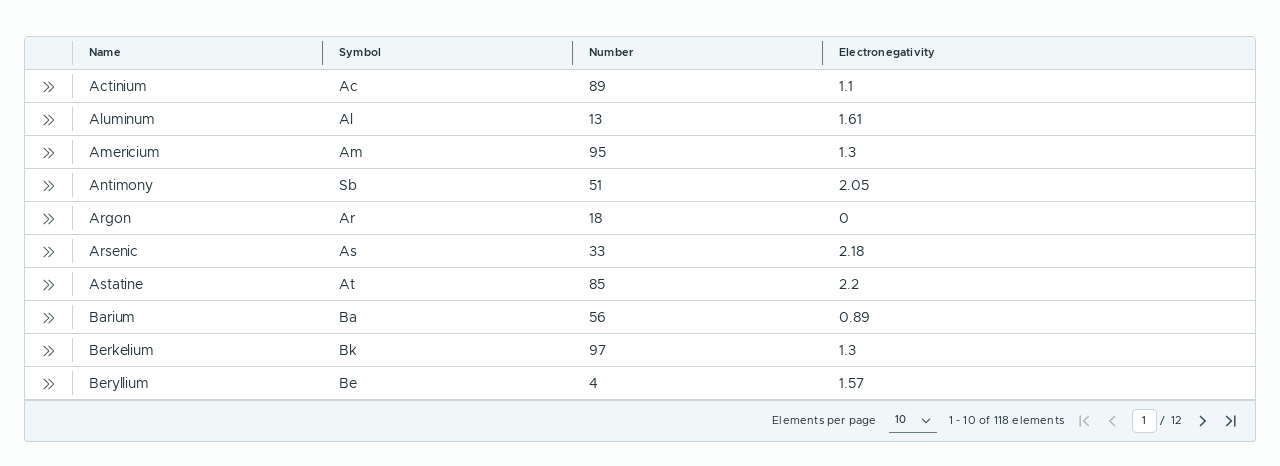 Name Symbol Number Electronegativity
Actinium Ac 89 1.1
Aluminum Al 13 1.61
Americium Am 95 1.3
Antimony Sb 51 2.05
Argon Ar 18 0
Arsenic As 33 2.18
Astatine At 85 2.2
Barium Ba 56 0.89
Berkelium Bk 97 1.3
Beryllium Be 4 1.57
Elements per page 10 1 - 10 of 118 elements 1 / 12